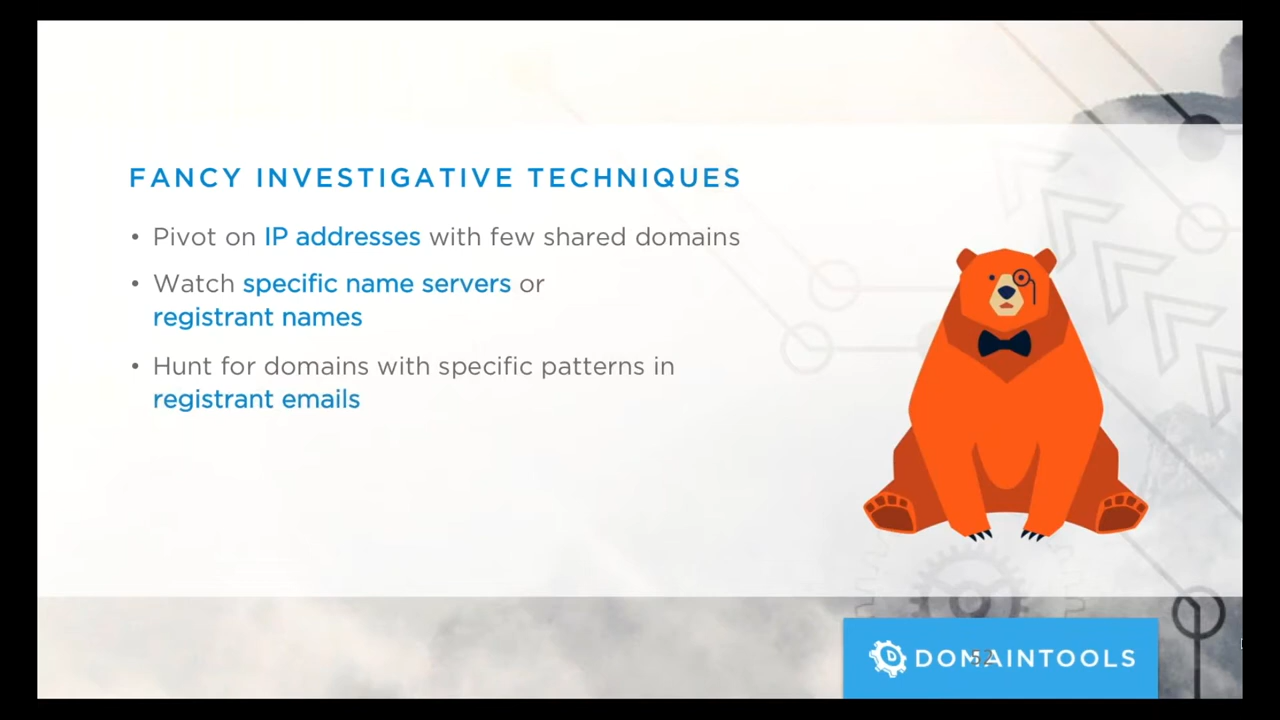 FANCY INVESTIGATIVE TECHNIQUES
• Pivot on IP addresses with few shared domains
• Watch specific name servers or
registrant names
• Hunt for domains with specific patterns in
registrant emails
DOMAINTOOLS
52